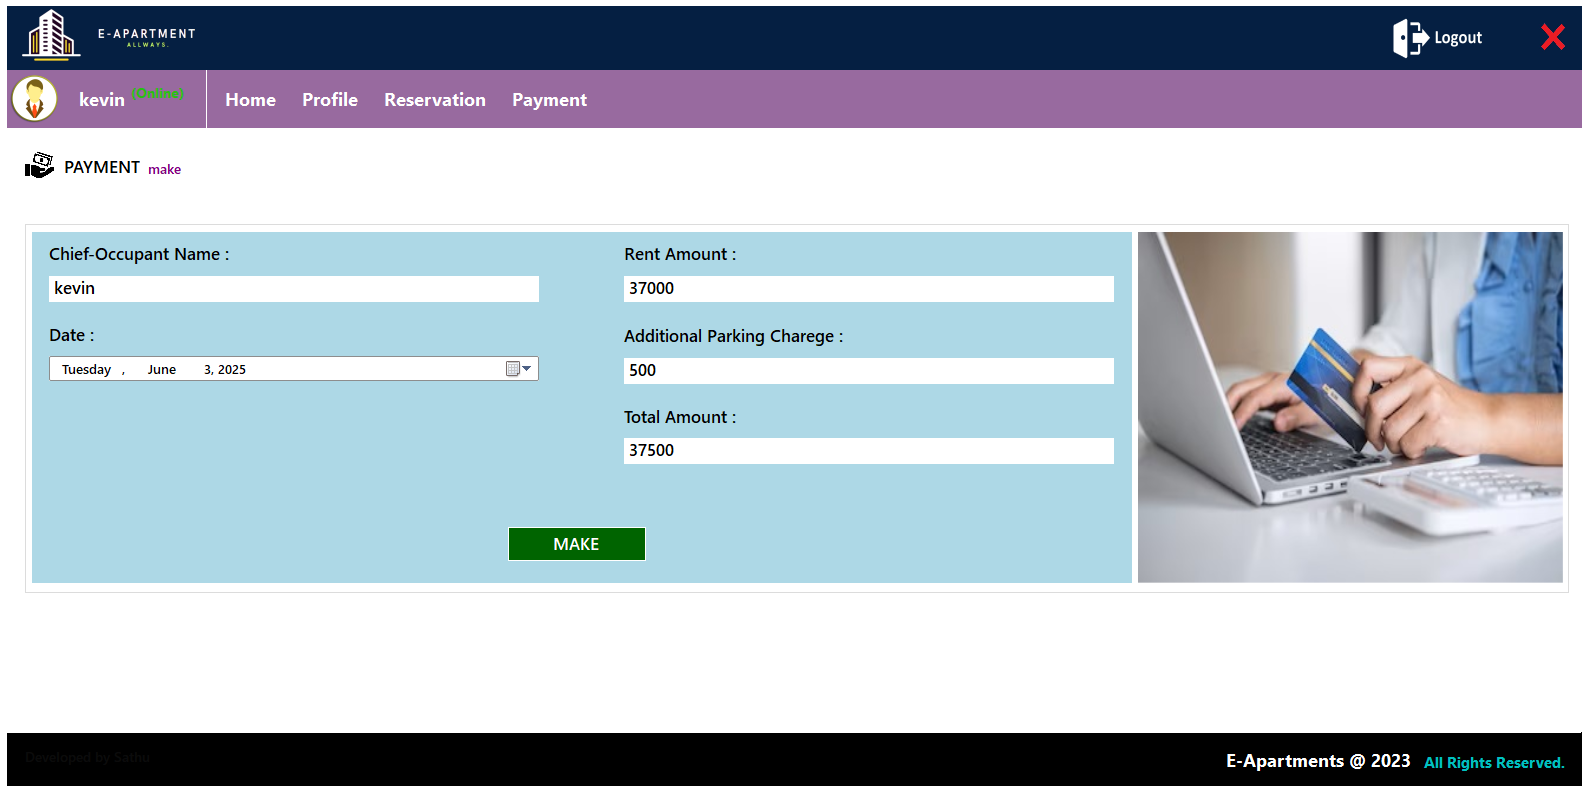 E-APARTMENT
ALLWAYS.
Logout
kevin (Online)
Home Profile Reservation Payment
PAYMENT make
Chief-Occupant Name :
kevin
Date :
Tuesday , June 3, 2025
Rent Amount :
37000
Additional Parking Charege :
500
Total Amount :
37500
MAKE
Developed by Sathu
E-Apartments @ 2023 All Rights Reserved.